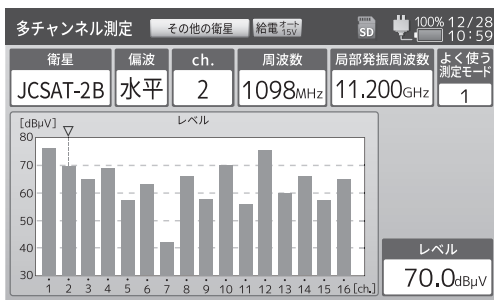 多チャンネル測定 その他の衛星 給電 オート 15V SD 100% 12/28 10:59
衛星 偏波 ch. 周波数 局部発振周波数 よく使う測定モード
JCSAT-2B 水平 2 1098MHz 11.200GHz 1
[dBμV] レベル
80
70
60
50
40
30
1 2 3 4 5 6 7 8 9 10 11 12 13 14 15 16 [ch.]
レベル
70.0dBμV